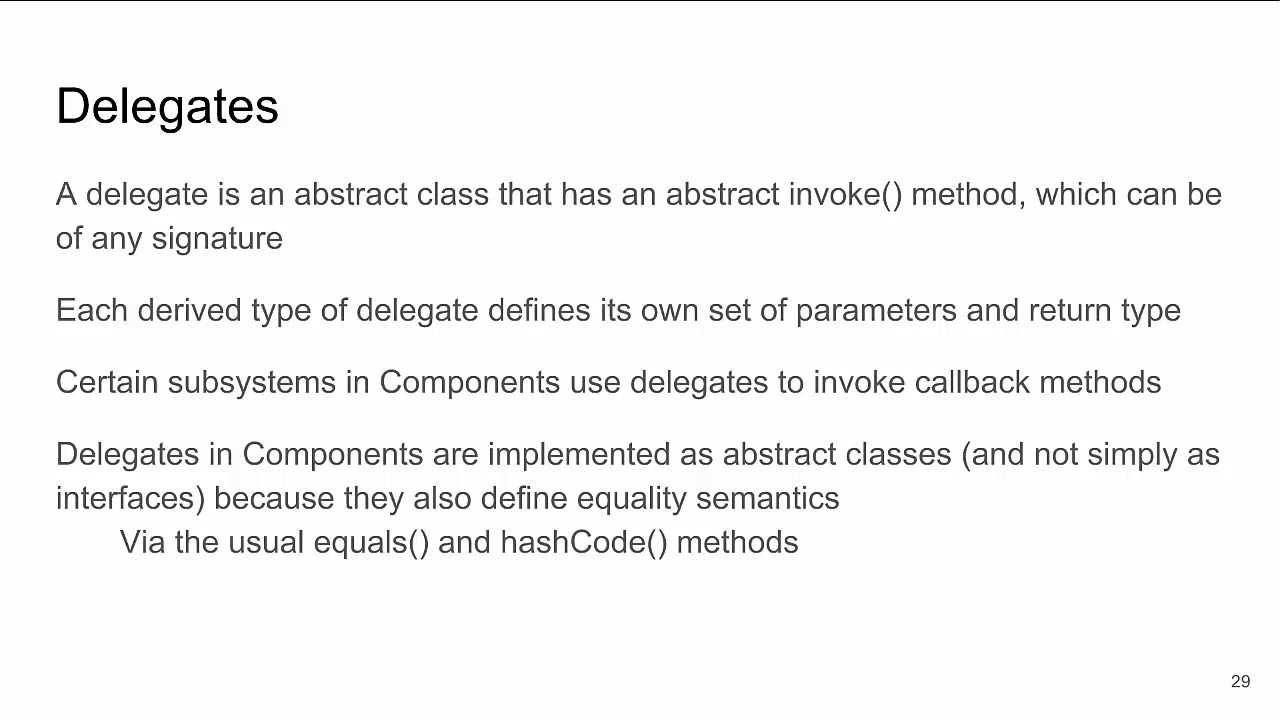 Delegates
A delegate is an abstract class that has an abstract invoke() method, which can be
of any signature
Each derived type of delegate defines its own set of parameters and return type
Certain subsystems in Components use delegates to invoke callback methods
Delegates in Components are implemented as abstract classes (and not simply as
interfaces) because they also define equality semantics
Via the usual equals() and hashCode() methods
29